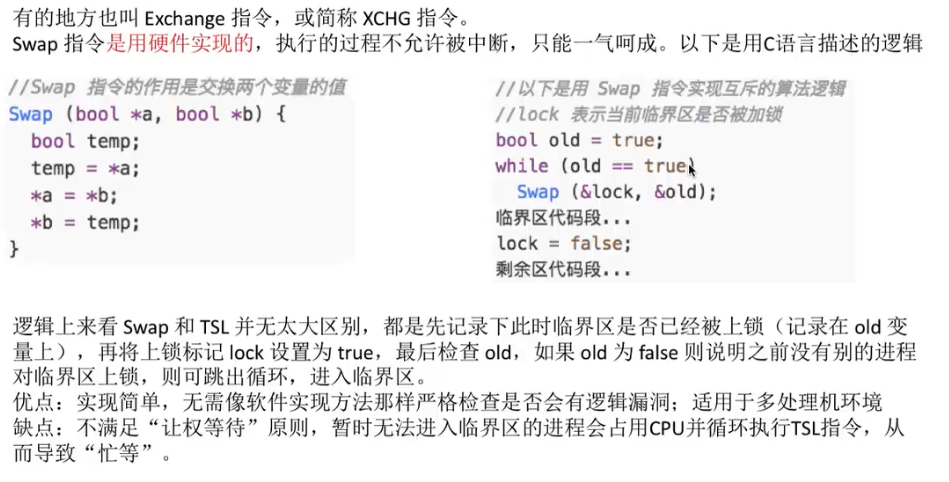 有的地方也叫 Exchange 指令，或简称 XCHG 指令。
Swap 指令是用硬件实现的，执行的过程不允许被中断，只能一气呵成。以下是用C语言描述的逻辑
//Swap 指令的作用是交换两个变量的值
Swap (bool *a, bool *b) {
bool temp;
temp = *a;
*a = *b;
*b = temp;
}
//以下是用 Swap 指令实现互斥的算法逻辑
//lock 表示当前临界区是否被加锁
bool old = true;
while (old == true)
Swap (&lock, &old);
临界区代码段...
lock = false;
剩余区代码段...
逻辑上来看 Swap 和 TSL 并无太大区别，都是先记录下此时临界区是否已经被上锁（记录在 old 变
量上），再将上锁标记 lock 设置为 true，最后检查 old，如果 old 为 false 则说明之前没有别的进程
对临界区上锁，则可跳出循环，进入临界区。
优点：实现简单，无需像软件实现方法那样严格检查是否会有逻辑漏洞；适用于多处理机环境
缺点：不满足“让权等待”原则，暂时无法进入临界区的进程会占用CPU并循环执行TSL指令，从
而导致“忙等”。